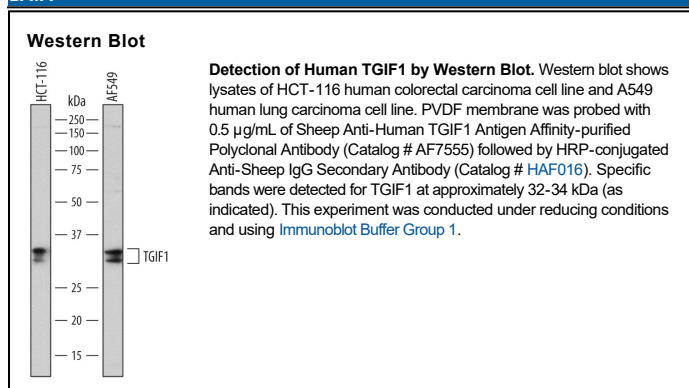 Western Blot
HCT-116
AF549
kDa
250
150
100
75
50
37
25
20
15
TGIF1
Detection of Human TGIF1 by Western Blot. Western blot shows
lysates of HCT-116 human colorectal carcinoma cell line and A549
human lung carcinoma cell line. PVDF membrane was probed with
0.5 µg/mL of Sheep Anti-Human TGIF1 Antigen Affinity-purified
Polyclonal Antibody (Catalog # AF7555) followed by HRP-conjugated
Anti-Sheep IgG Secondary Antibody (Catalog # HAF016). Specific
bands were detected for TGIF1 at approximately 32-34 kDa (as
indicated). This experiment was conducted under reducing conditions
and using Immunoblot Buffer Group 1.